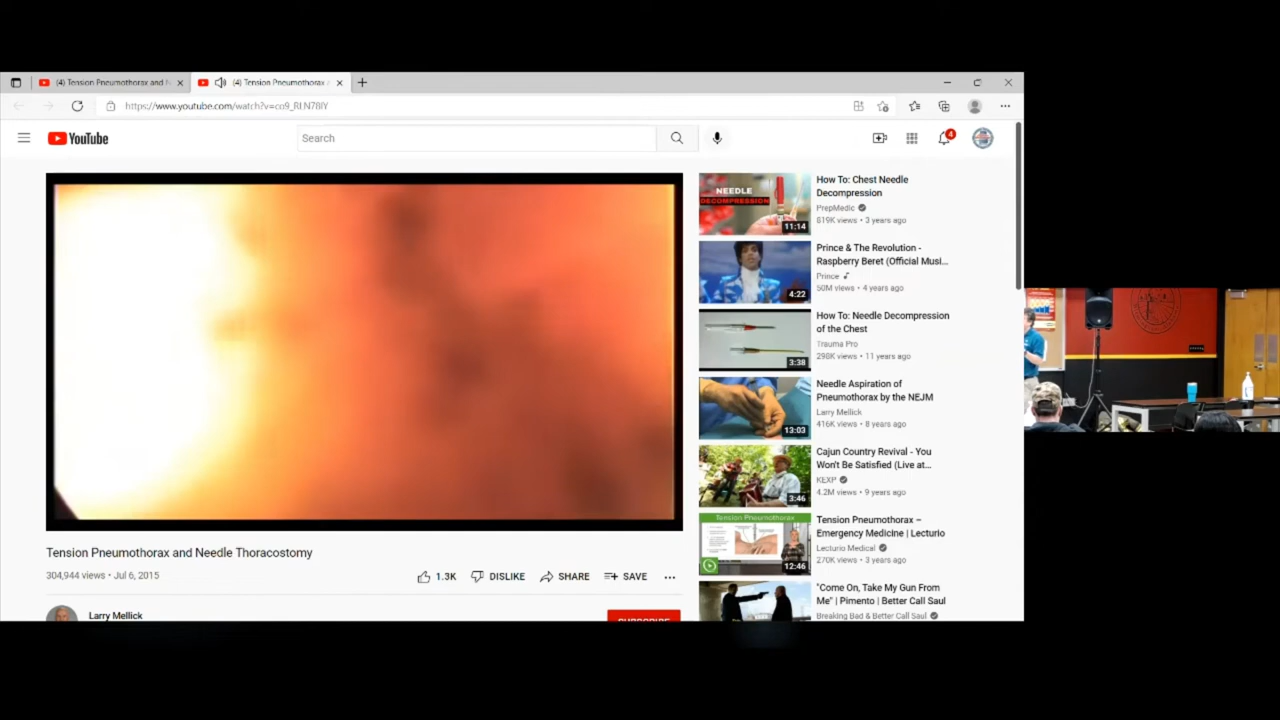 (4) Tension Pneumothorax and N
(4) Tension Pneumothorax
https://www.youtube.com/watch?v=co9_RLN78IY
YouTube
Search
4
NEEDLE
DECOMPRESSION
11:14
How To: Chest Needle
Decompression
PrepMedic
819K views • 3 years ago
4:22
Prince & The Revolution -
Raspberry Beret (Official Musi...
Prince
50M views • 4 years ago
3:38
How To: Needle Decompression
of the Chest
Trauma Pro
298K views • 11 years ago
13:03
Needle Aspiration of
Pneumothorax by the NEJM
Larry Mellick
416K views • 8 years ago
3:46
Cajun Country Revival - You
Won't Be Satisfied (Live at...
KEXP
4.2M views • 9 years ago
Tension Pneumothorax
12:46
Tension Pneumothorax –
Emergency Medicine | Lecturio
Lecturio Medical
270K views • 3 years ago
"Come On, Take My Gun From
Me" | Pimento | Better Call Saul
Breaking Bad & Better Call Saul
Tension Pneumothorax and Needle Thoracostomy
304,944 views • Jul 6, 2015
1.3K
DISLIKE
SHARE
SAVE
Larry Mellick
SUBSCRIBE